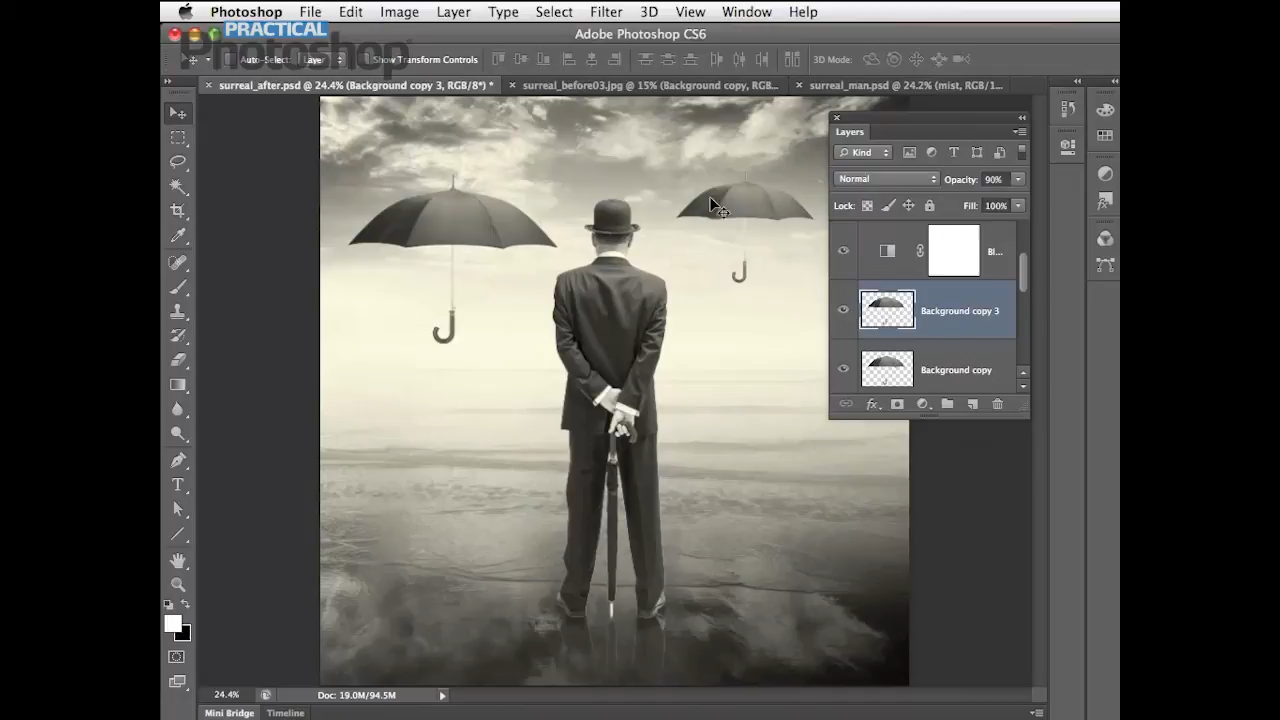 Photoshop File Edit Image Layer Type Select Filter 3D View Window Help
PRACTICAL
Photoshop
Adobe Photoshop CS6
Auto-Select: Layer Show Transform Controls 3D Mode:
surreal_after.psd @ 24.4% (Background copy 3, RGB/8*) * surreal_before03.jpg @ 15% (Background copy, RGB... surreal_man.psd @ 24.2% (mist, RGB/1...
Layers
Kind
Normal Opacity: 90%
Lock: Fill: 100%
Bl...
Background copy 3
Background copy
24.4% Doc: 19.0M/94.5M
Mini Bridge Timeline